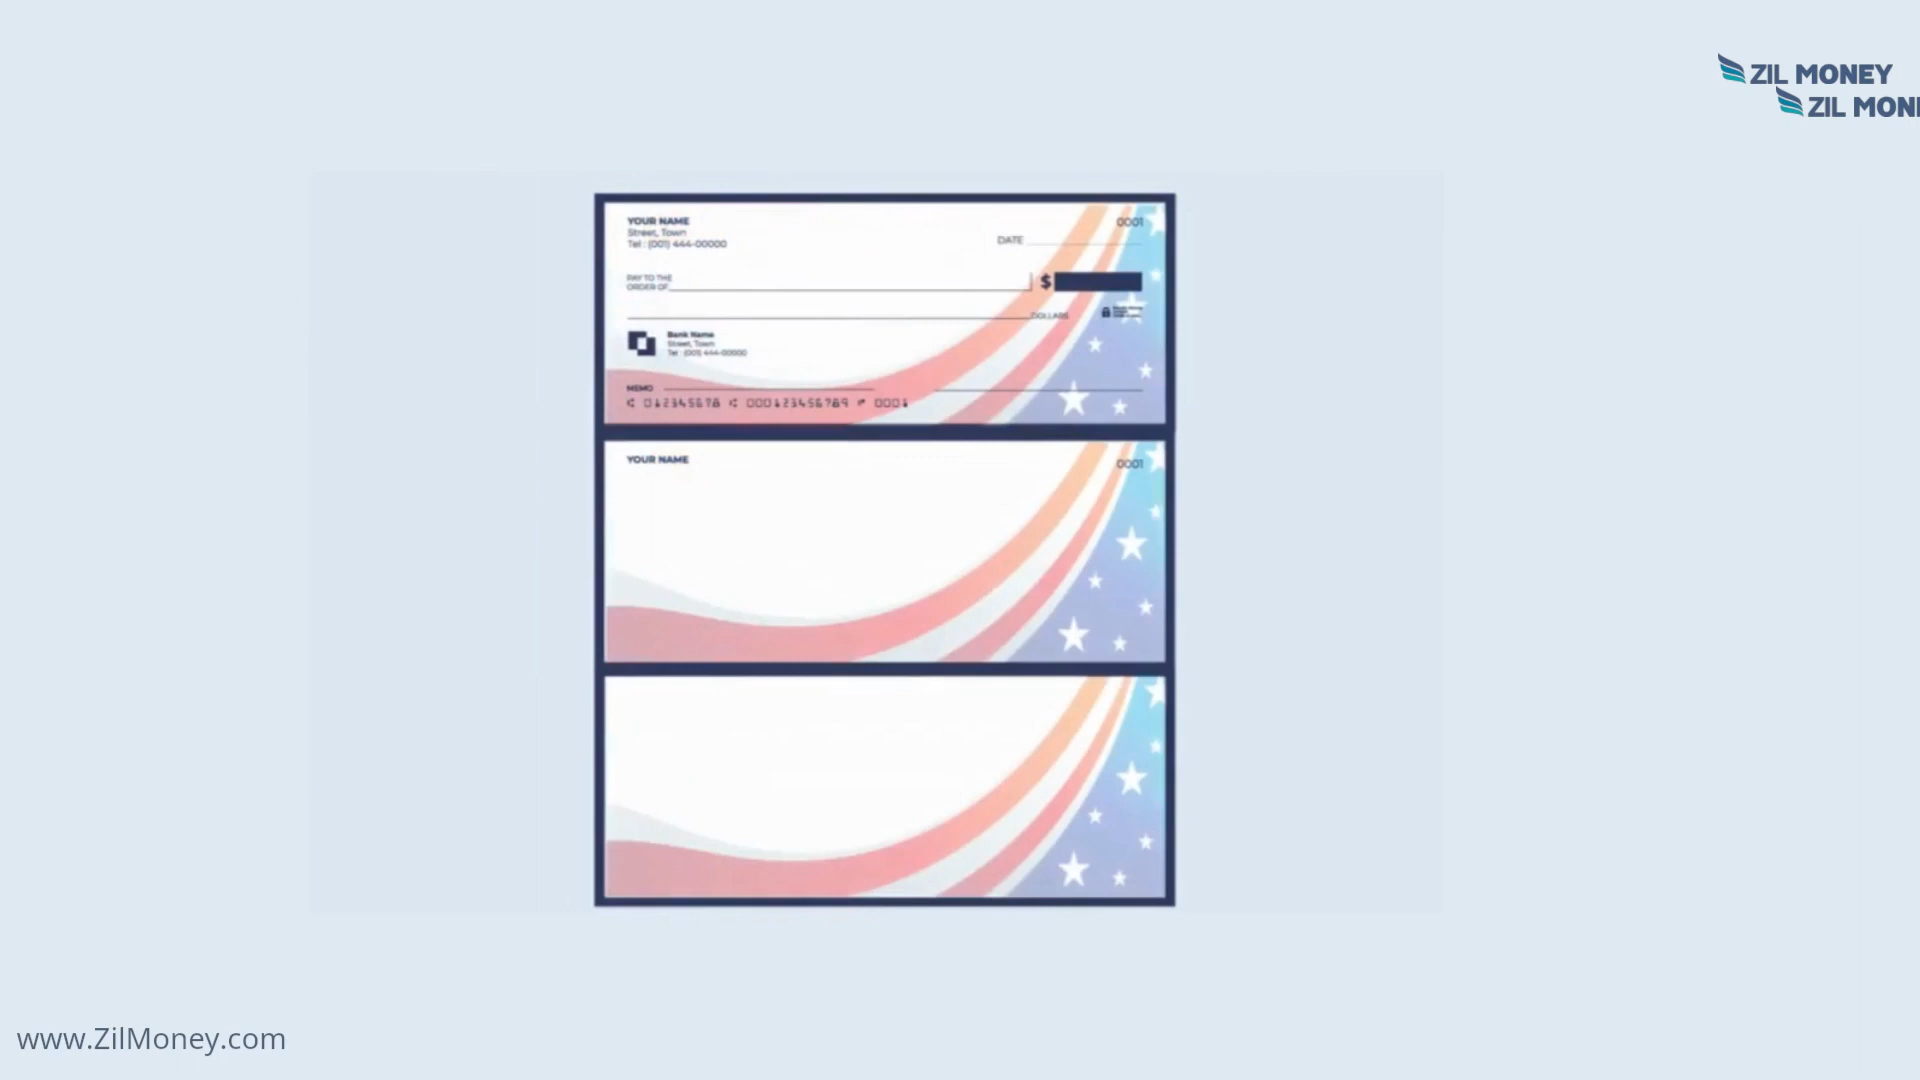 ZIL MONEY
ZIL MONE
YOUR NAME
0001
Street, Town
Tel : (001) 444-00000
DATE
PAY TO THE
ORDER OF
$
DOLLARS
Bank Name
Street, Town
Tel : (001) 444-00000
MEMO
⑆ 012345678 ⑆ 000123456789 ⑈ 0001
YOUR NAME
0001
www.ZilMoney.com